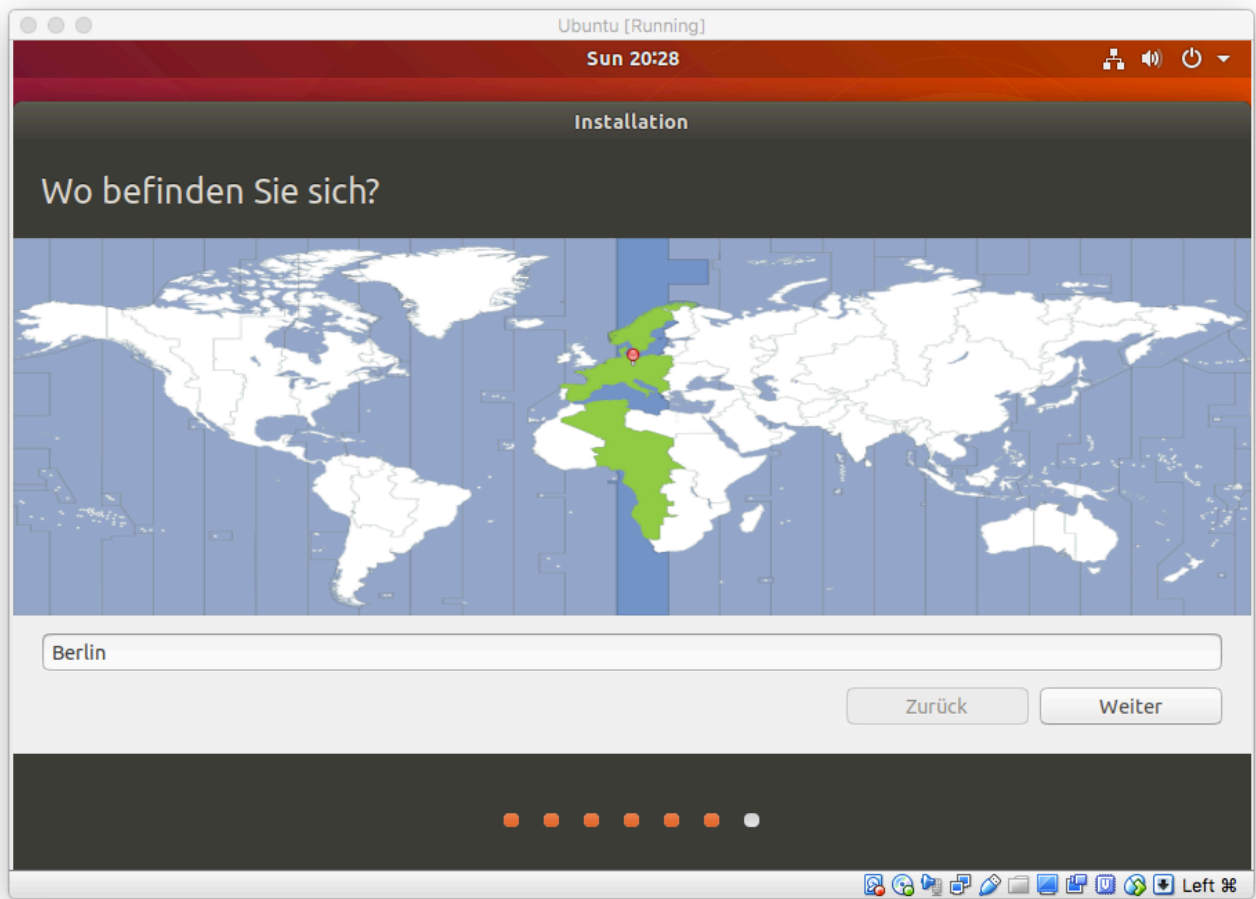 Ubuntu [Running]
Sun 20:28
Installation
Wo befinden Sie sich?
Berlin
Zurück
Weiter
Left ⌘